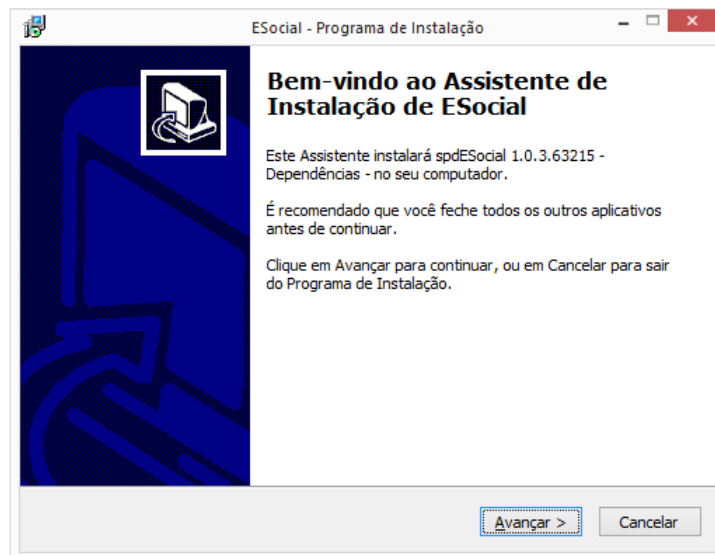 ESocial - Programa de Instalação
Bem-vindo ao Assistente de
Instalação de ESocial
Este Assistente instalará spdESocial 1.0.3.63215 -
Dependências - no seu computador.
É recomendado que você feche todos os outros aplicativos
antes de continuar.
Clique em Avançar para continuar, ou em Cancelar para sair
do Programa de Instalação.
Avançar >
Cancelar